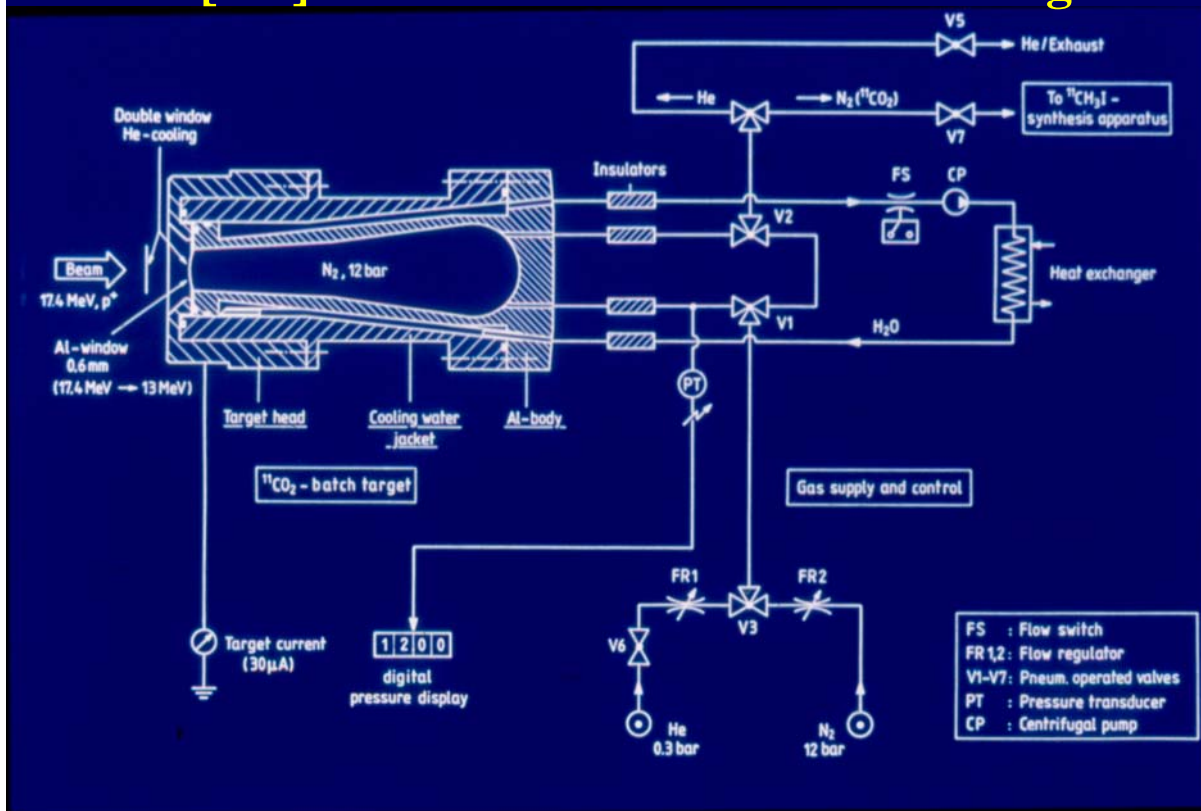 V5
He/Exhaust
Double window
He-cooling
He
N₂(¹¹CO₂)
To ¹¹CH₃I-
synthesis apparatus
V7
Insulators
FS
CP
V2
Beam
17.4 MeV, p⁺
N₂, 12 bar
Heat exchanger
V1
H₂O
Al-window
0.6mm
(17.4 MeV → 13 MeV)
PT
Target head
Cooling water
jacket
Al-body
¹¹CO₂-batch target
Gas supply and control
FR1
FR2
V3
V6
Target current
(30µA)
1200
digital
pressure display
He
0.3 bar
N₂
12 bar
FS : Flow switch
FR1,2: Flow regulator
V1-V7: Pneum. operated valves
PT : Pressure transducer
CP : Centrifugal pump